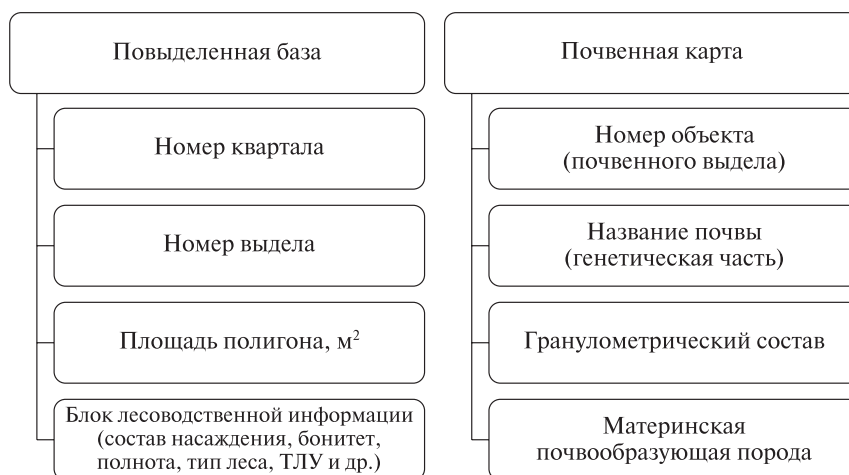 Повыделенная база
Номер квартала
Номер выдела
Площадь полигона, м²
Блок лесоводственной информации
(состав насаждения, бонитет,
полнота, тип леса, ТЛУ и др.)
Почвенная карта
Номер объекта
(почвенного выдела)
Название почвы
(генетическая часть)
Гранулометрический состав
Материнская
почвообразующая порода